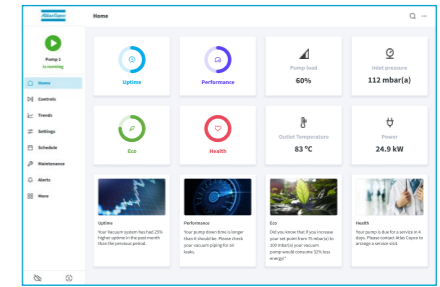 Atlas Copco
Home
Pump 1
is running
Home
Controls
Trends
Settings
Schedule
Maintenance
Alerts
More
Uptime
Performance
Pump load
60%
Inlet pressure
112 mbar(a)
Eco
Health
Outlet Temperature
83 °C
Power
24.9 kW
Uptime
Your Vacuum system has had 25%
higher uptime in the past month
than the previous period.
Performance
Your pump down time is longer
than it should be. Please check
your vacuum piping for air
leaks.
Eco
Did you know that if you increase
your set-point from 75 mbar(a) to
100 mbar(a) your vacuum
pump would consume 32% less
energy?
Health
Your pump is due for a service in 4
days. Please contact Atlas Copco to
arrange a service visit.